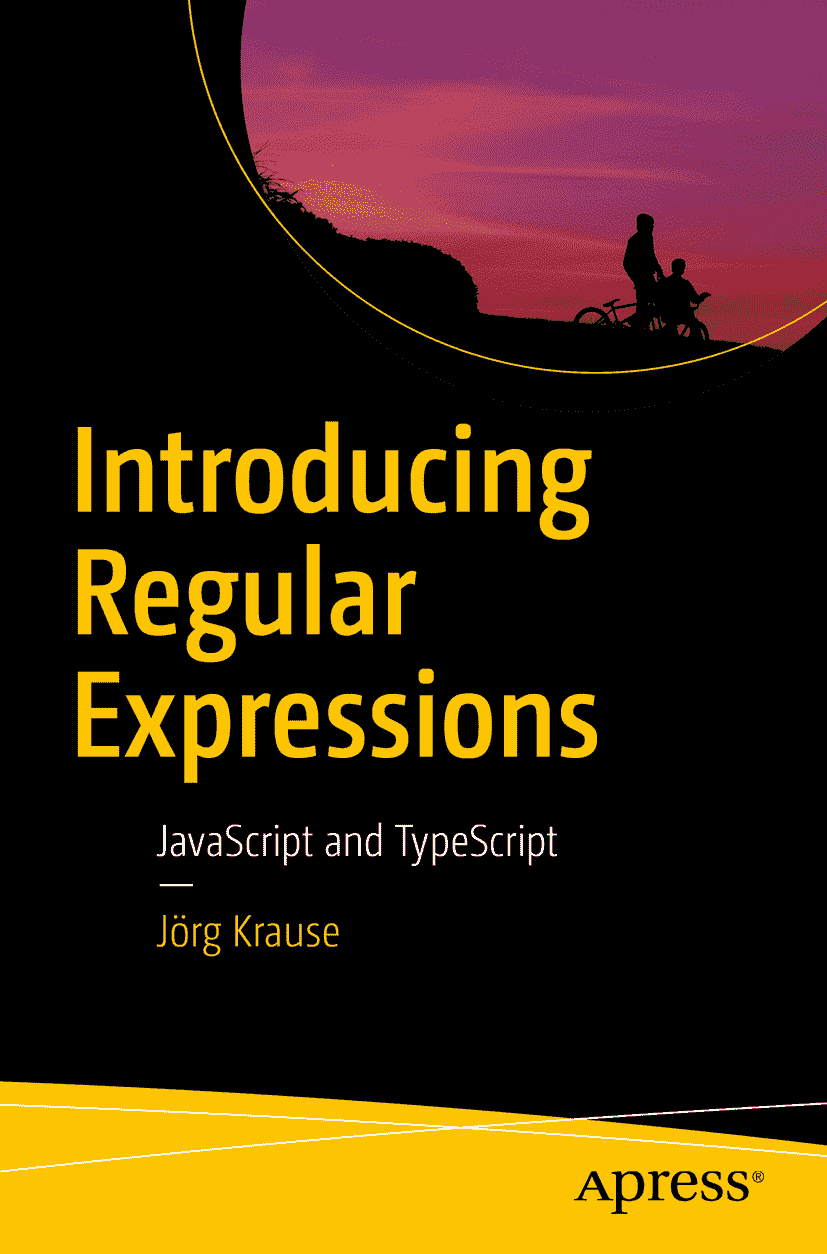 Introducing
Regular
Expressions
JavaScript and TypeScript
—
Jörg Krause
Apress®